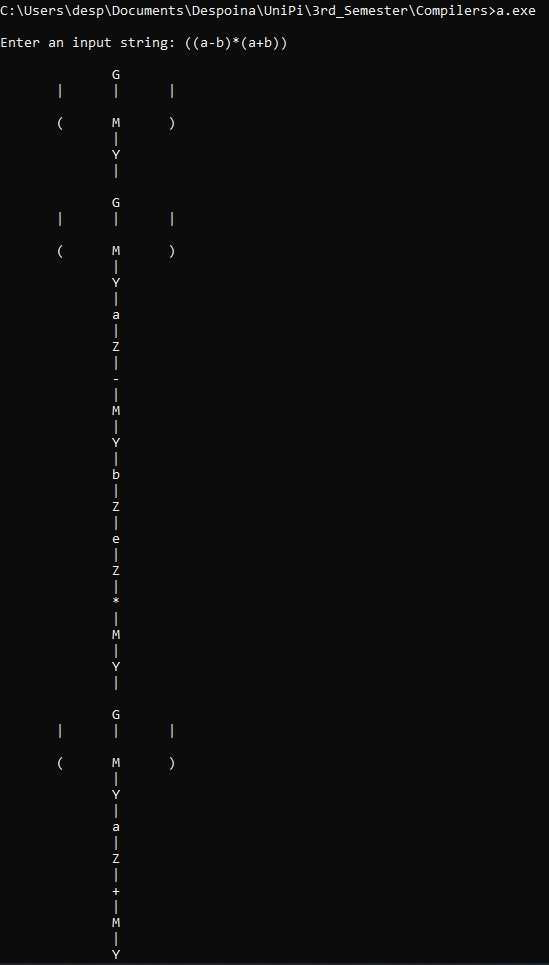 C:\Users\desp\Documents\Despoina\UniPi\3rd_Semester\Compilers>a.exe
Enter an input string: ((a-b)*(a+b))
G
| | |
( M )
|
Y
|
G
| | |
( M )
|
Y
|
a
|
Z
|
-
|
M
|
Y
|
b
|
Z
|
e
|
Z
|
*
|
M
|
Y
|
G
| | |
( M )
|
Y
|
a
|
Z
|
+
|
M
|
Y